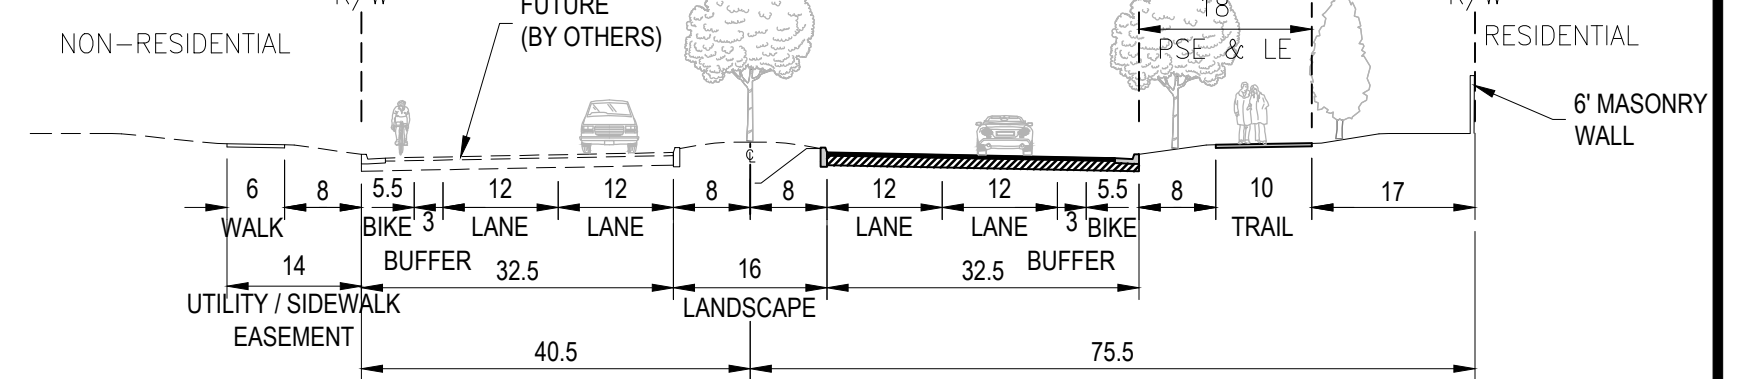 R/W
FUTURE
(BY OTHERS)
NON-RESIDENTIAL
18
PSE & LE
R/W
RESIDENTIAL
6' MASONRY
WALL
℄
6 8 5.5 3 12 12 8 8 12 12 3 5.5 8 10 17
WALK BIKE LANE LANE LANE LANE BIKE TRAIL
BUFFER BUFFER
14 32.5 16 32.5
UTILITY / SIDEWALK
EASEMENT
LANDSCAPE
40.5 75.5